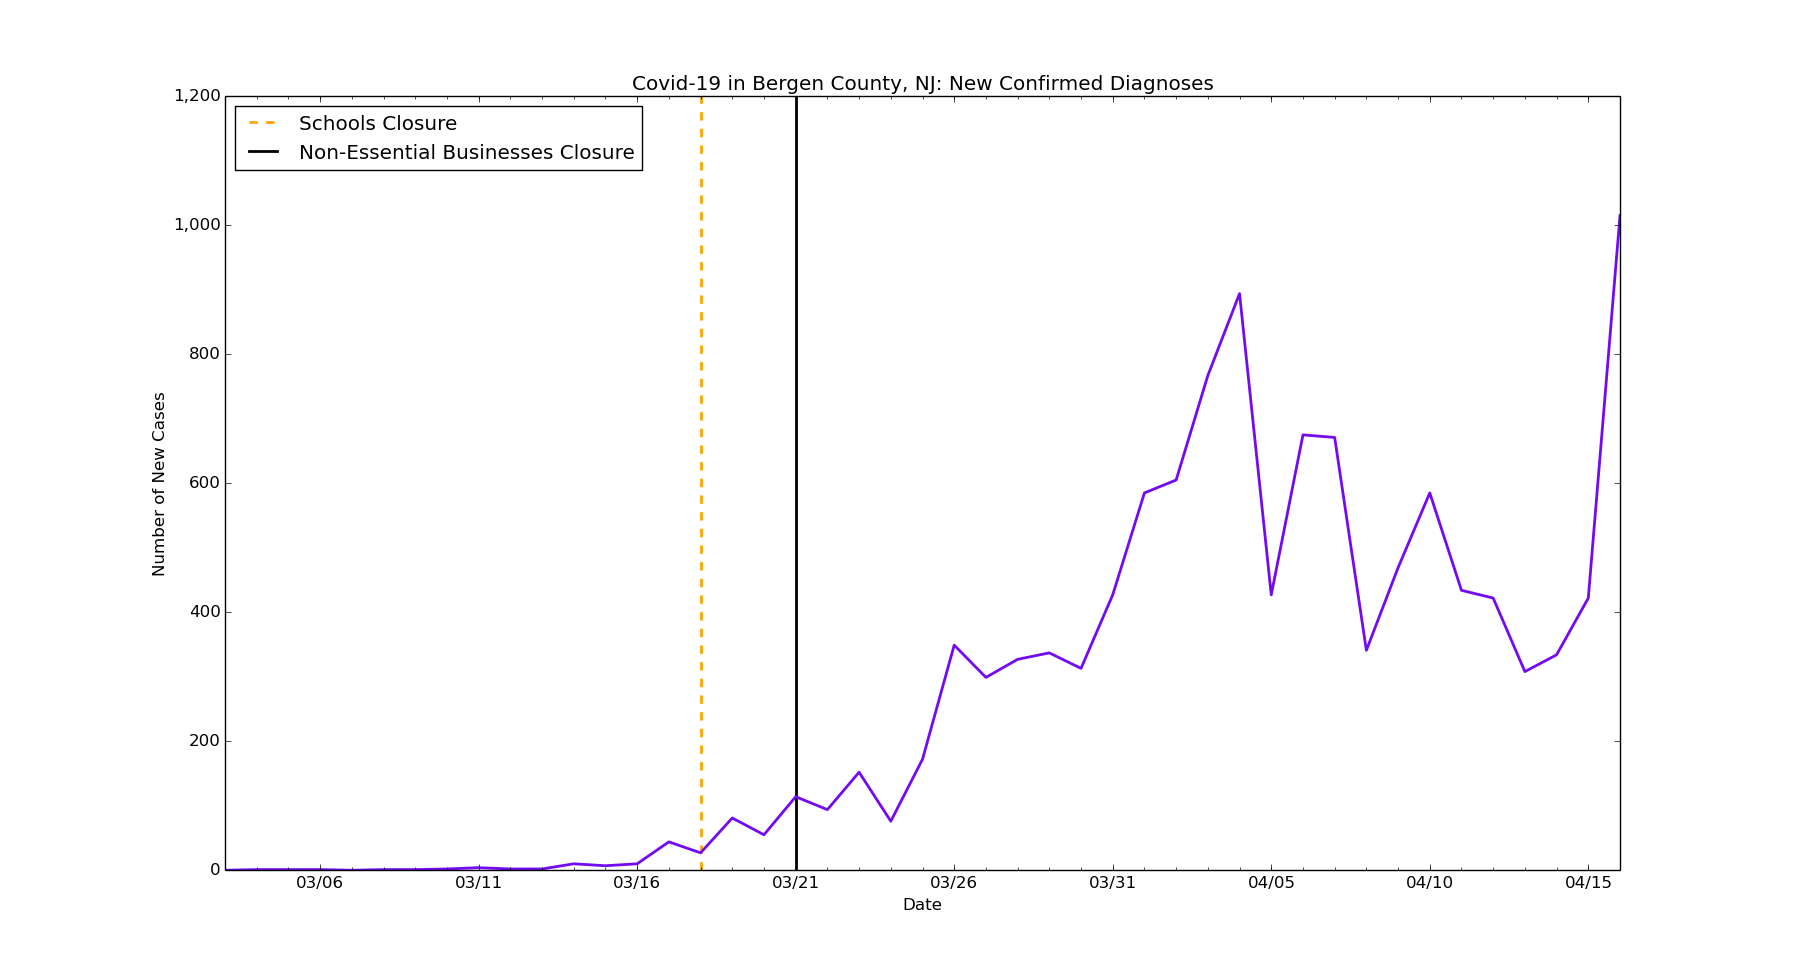 Covid-19 in Bergen County, NJ: New Confirmed Diagnoses
1,200
Schools Closure
Non-Essential Businesses Closure
1,000
800
600
400
200
0
Number of New Cases
03/06 03/11 03/16 03/21 03/26 03/31 04/05 04/10 04/15
Date